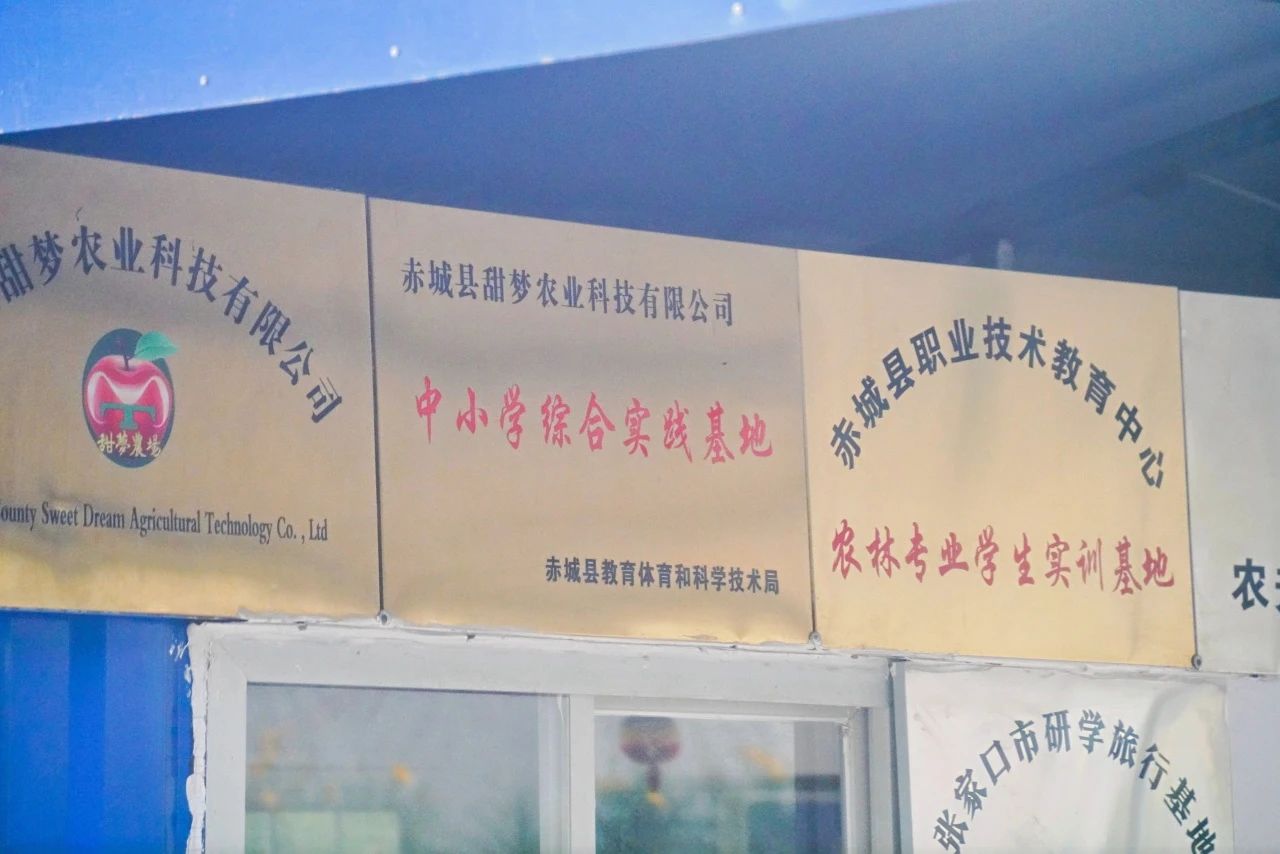 甜梦农业科技有限公司
甜夢農場
ounty Sweet Dream Agricultural Technology Co. , Ltd
赤城县甜梦农业科技有限公司
中小学综合实践基地
赤城县教育体育和科学技术局
赤城县职业技术教育中心
农林专业学生实训基地
农
张家口市研学旅行基地